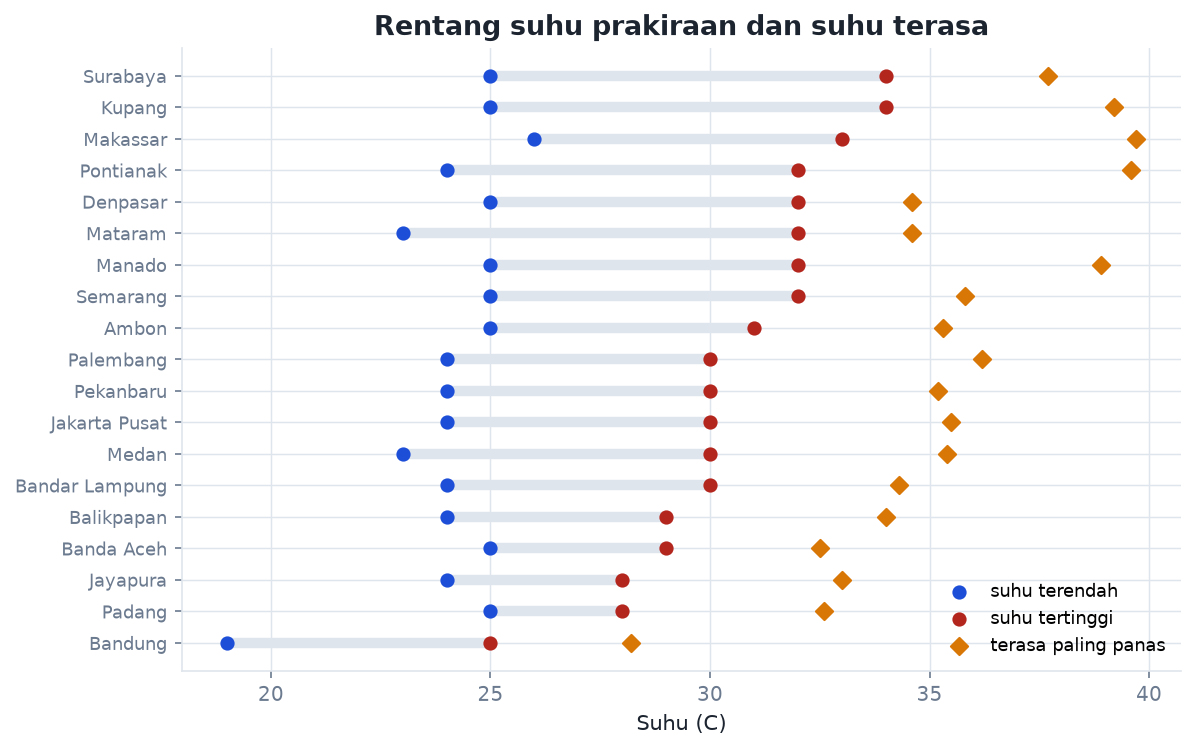 Rentang suhu prakiraan dan suhu terasa
Surabaya
Kupang
Makassar
Pontianak
Denpasar
Mataram
Manado
Semarang
Ambon
Palembang
Pekanbaru
Jakarta Pusat
Medan
Bandar Lampung
Balikpapan
Banda Aceh
Jayapura
Padang
Bandung
suhu terendah
suhu tertinggi
terasa paling panas
20 25 30 35 40
Suhu (C)